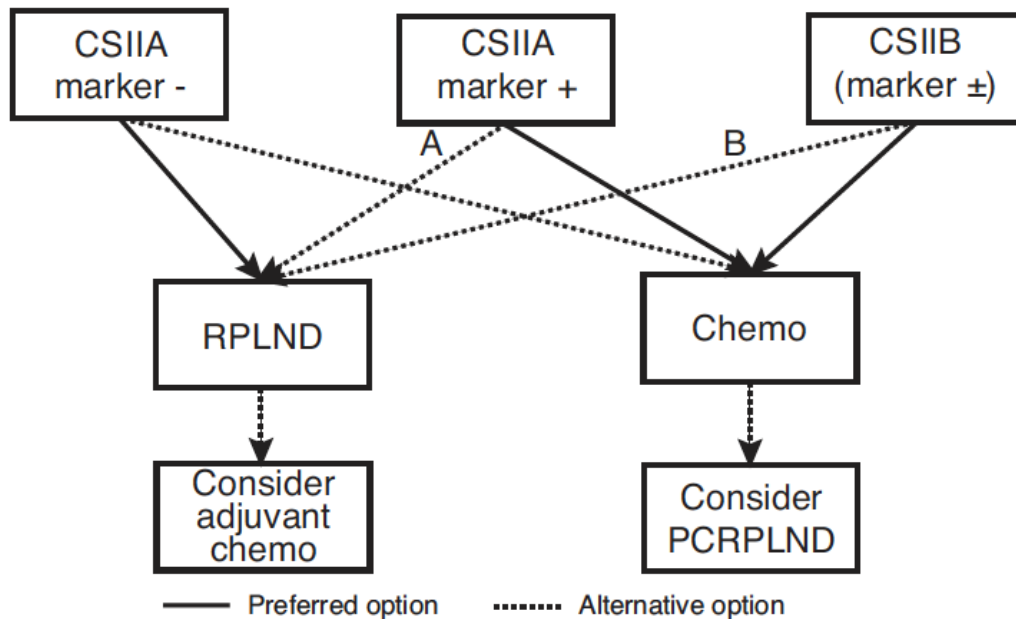 CSIIA
marker -
CSIIA
marker +
CSIIB
(marker ±)
A
B
RPLND
Chemo
Consider
adjuvant
chemo
Consider
PCRPLND
Preferred option
Alternative option